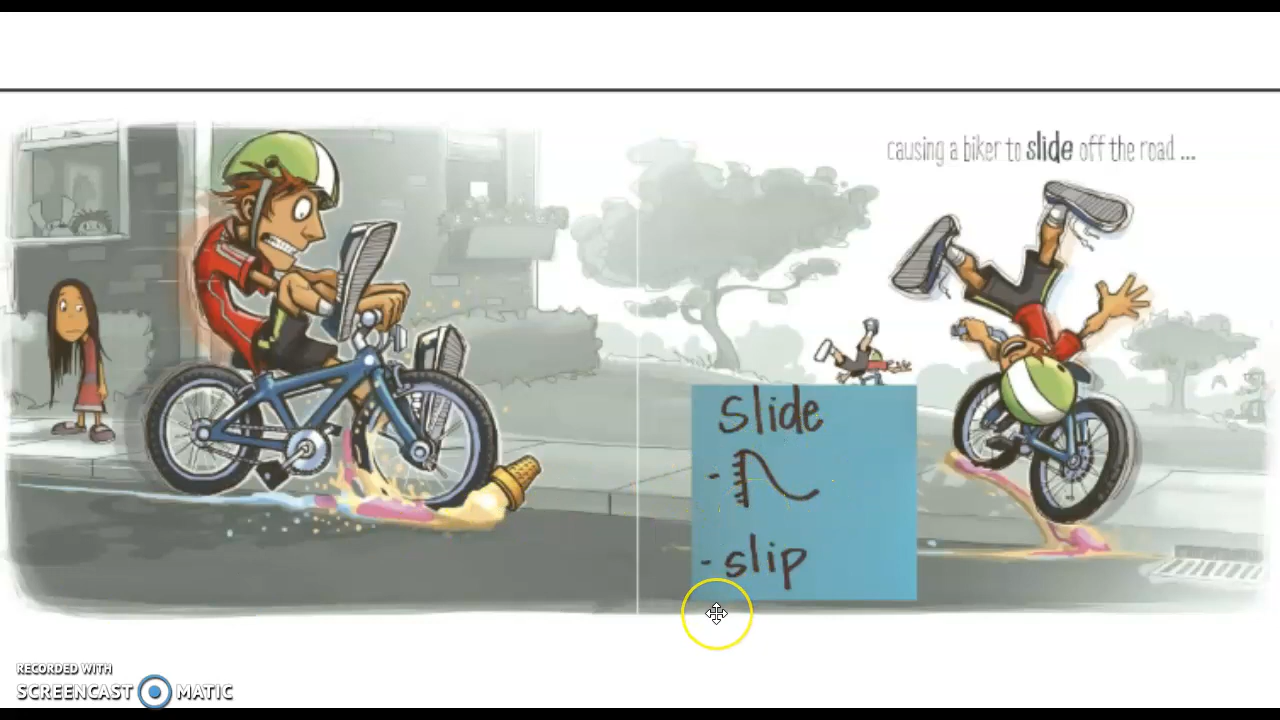 causing a biker to slide off the road ...
Slide
-
- slip
RECORDED WITH
SCREENCAST MATIC